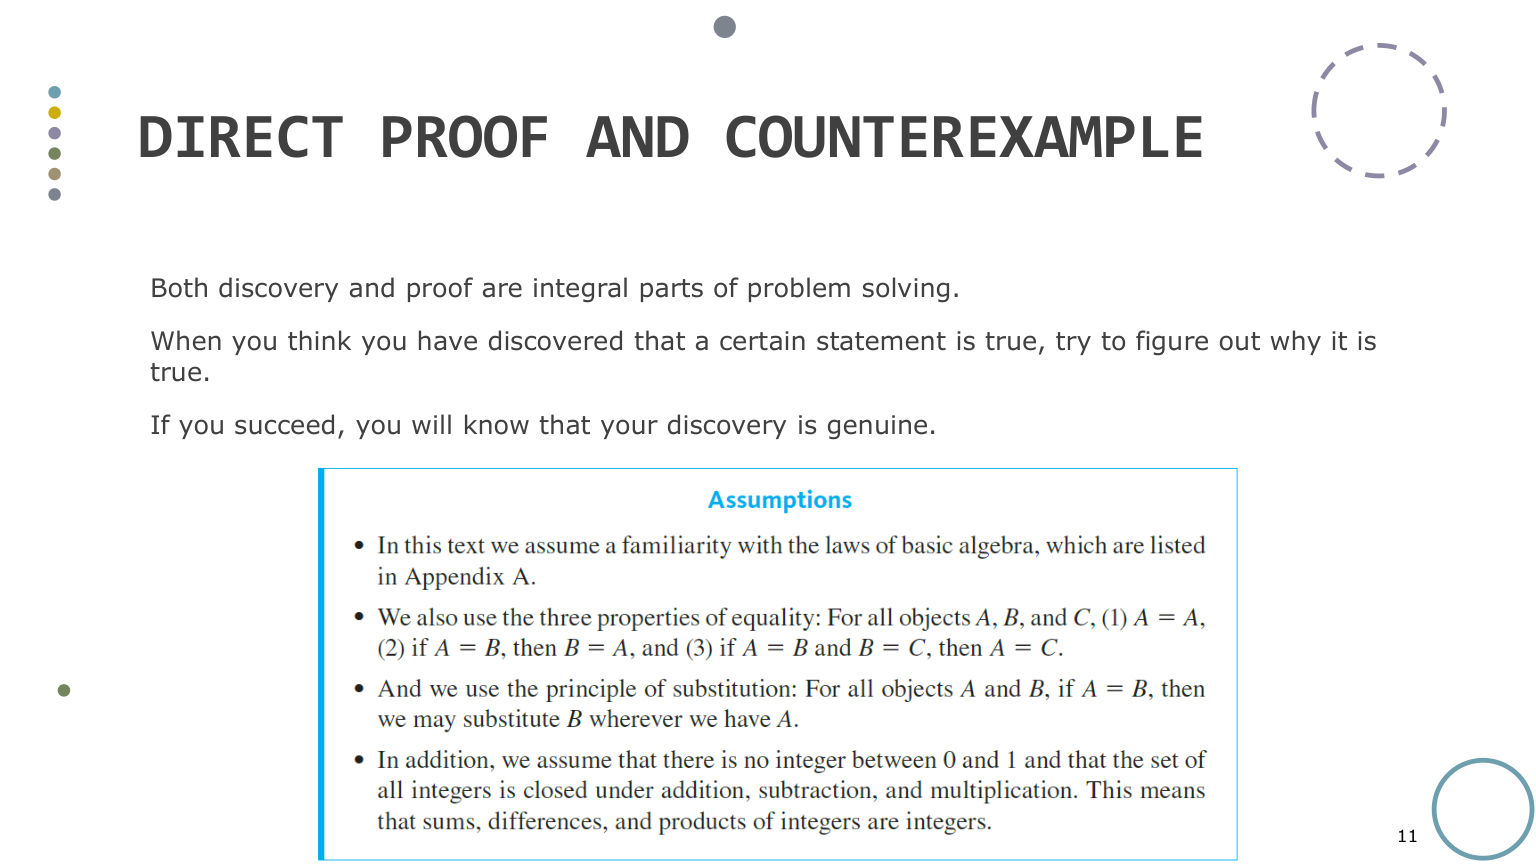 DIRECT PROOF AND COUNTEREXAMPLE
Both discovery and proof are integral parts of problem solving.
When you think you have discovered that a certain statement is true, try to figure out why it is
true.
If you succeed, you will know that your discovery is genuine.
Assumptions
• In this text we assume a familiarity with the laws of basic algebra, which are listed
in Appendix A.
• We also use the three properties of equality: For all objects A, B, and C, (1) A = A,
(2) if A = B, then B = A, and (3) if A = B and B = C, then A = C.
• And we use the principle of substitution: For all objects A and B, if A = B, then
we may substitute B wherever we have A.
• In addition, we assume that there is no integer between 0 and 1 and that the set of
all integers is closed under addition, subtraction, and multiplication. This means
that sums, differences, and products of integers are integers.
11